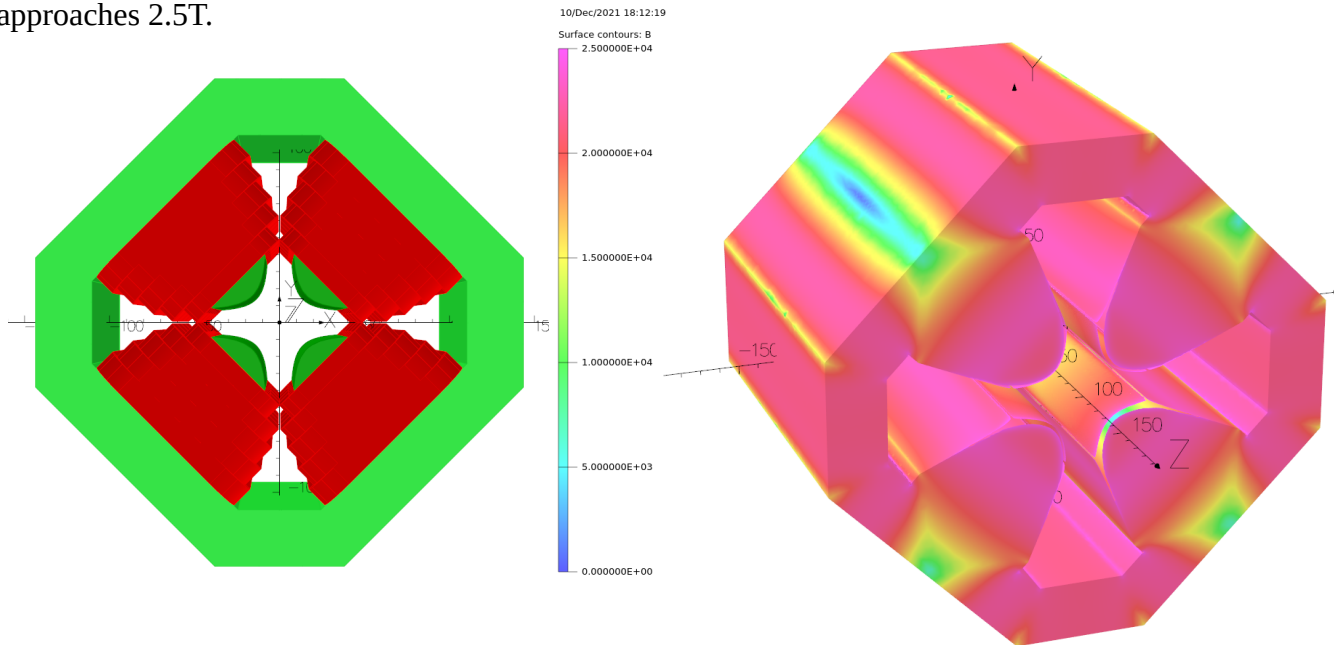 approaches 2.5T.
10/Dec/2021 18:12:19
Surface contours: B
2.500000E+04
2.000000E+04
1.500000E+04
1.000000E+04
5.000000E+03
0.000000E+00
Y
X
Y
50
-150
100
150
Z